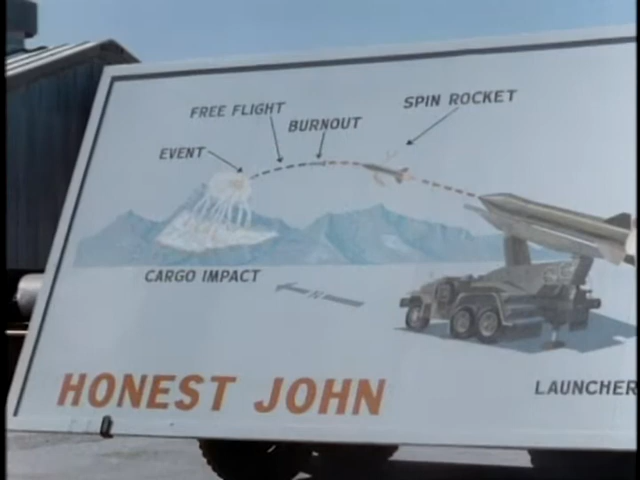 SPIN ROCKET
FREE FLIGHT
BURNOUT
EVENT
CARGO IMPACT
N
HONEST JOHN
LAUNCHER